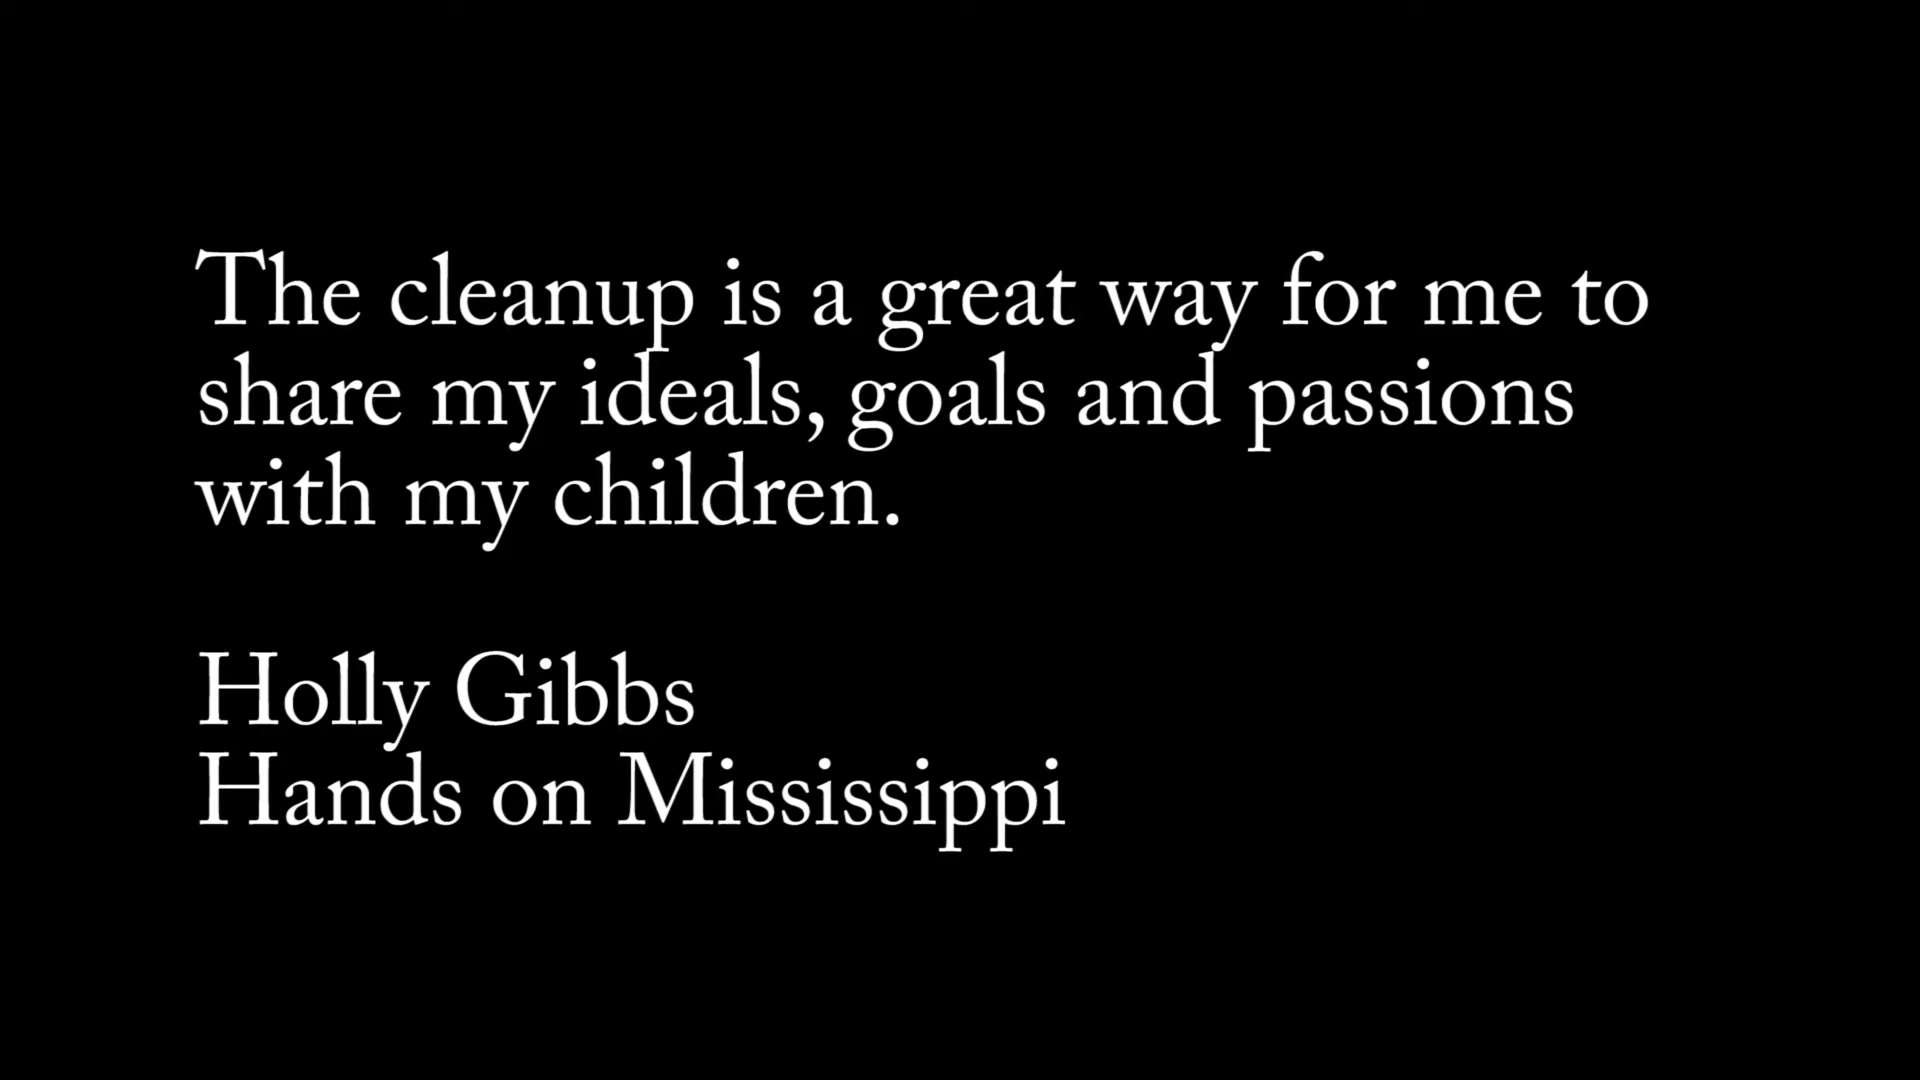 The cleanup is a great way for me to
share my ideals, goals and passions
with my children.
Holly Gibbs
Hands on Mississippi